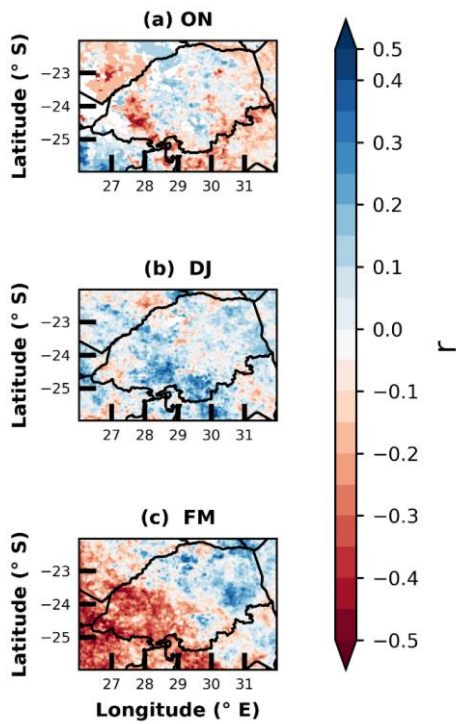 (a) ON
Latitude (° S)
−23
−24
−25
27 28 29 30 31
(b) DJ
Latitude (° S)
−23
−24
−25
27 28 29 30 31
(c) FM
Latitude (° S)
−23
−24
−25
27 28 29 30 31
Longitude (° E)
0.5
0.4
0.3
0.2
0.1
0.0
−0.1
−0.2
−0.3
−0.4
−0.5
r